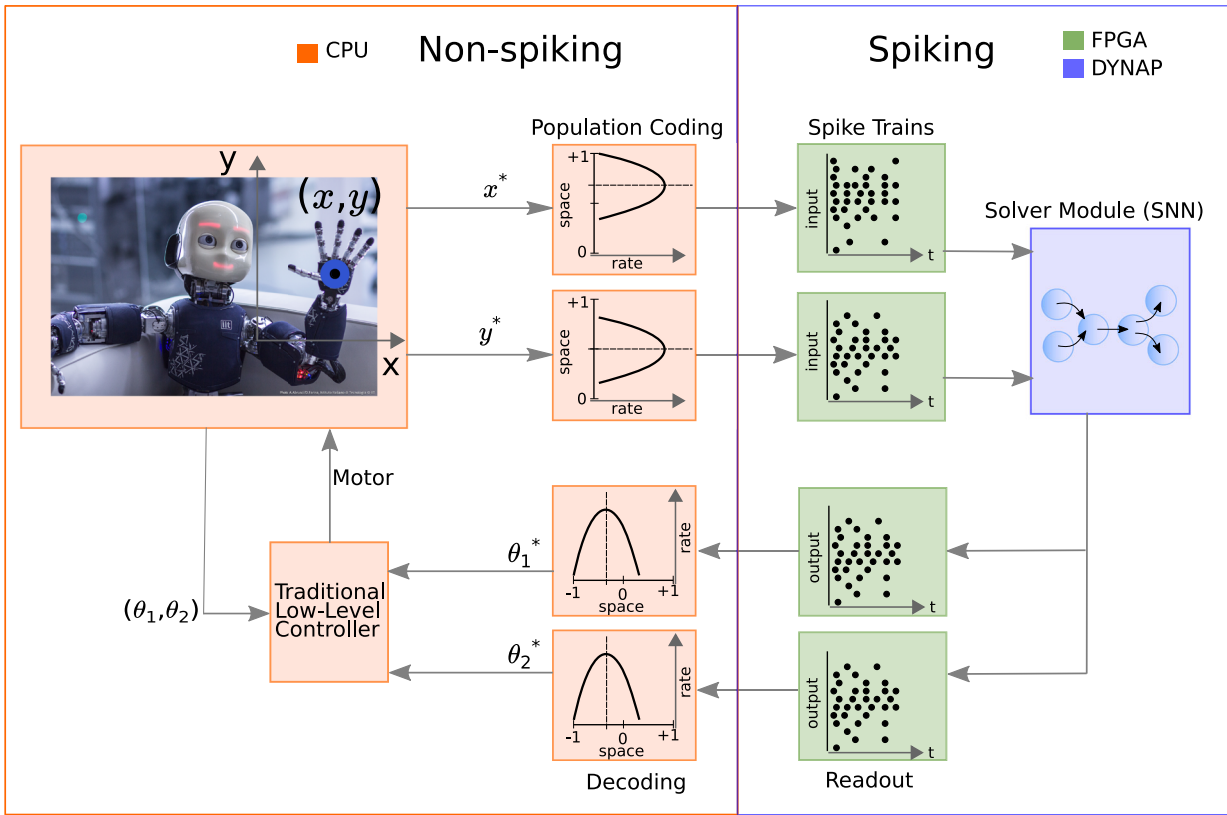 CPU
Non-spiking
Spiking
FPGA
DYNAP
Population Coding
Spike Trains
Solver Module (SNN)
y
(x,y)
x
x*
+1
space
0
rate
input
t
y*
+1
space
0
rate
input
t
Motor
(θ₁,θ₂)
Traditional
Low-Level
Controller
θ₁*
rate
-1
0
+1
space
output
t
θ₂*
rate
-1
0
+1
space
output
t
Decoding
Readout